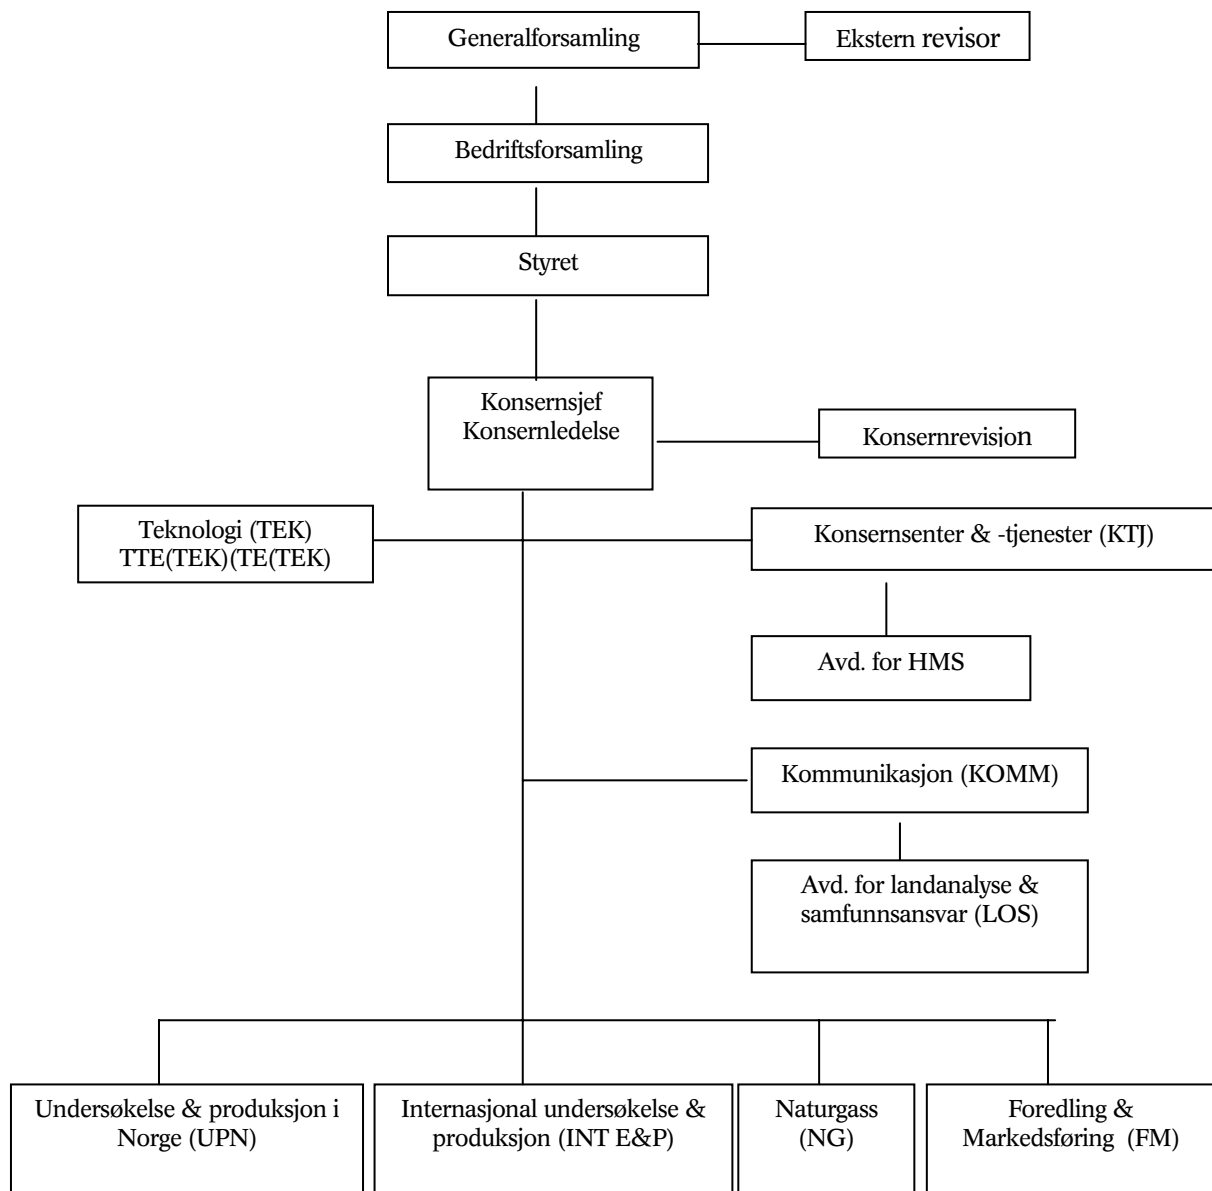 Generalforsamling
Ekstern revisor
Bedriftsforsamling
Styret
Konsernsjef
Konsernledelse
Konsernrevisjon
Teknologi (TEK)
TTE(TEK)(TE(TEK)
Konsernsenter & -tjenester (KTJ)
Avd. for HMS
Kommunikasjon (KOMM)
Avd. for landanalyse &
samfunnsansvar (LOS)
Undersøkelse & produksjon i
Norge (UPN)
Internasjonal undersøkelse &
produksjon (INT E&P)
Naturgass
(NG)
Foredling &
Markedsføring (FM)